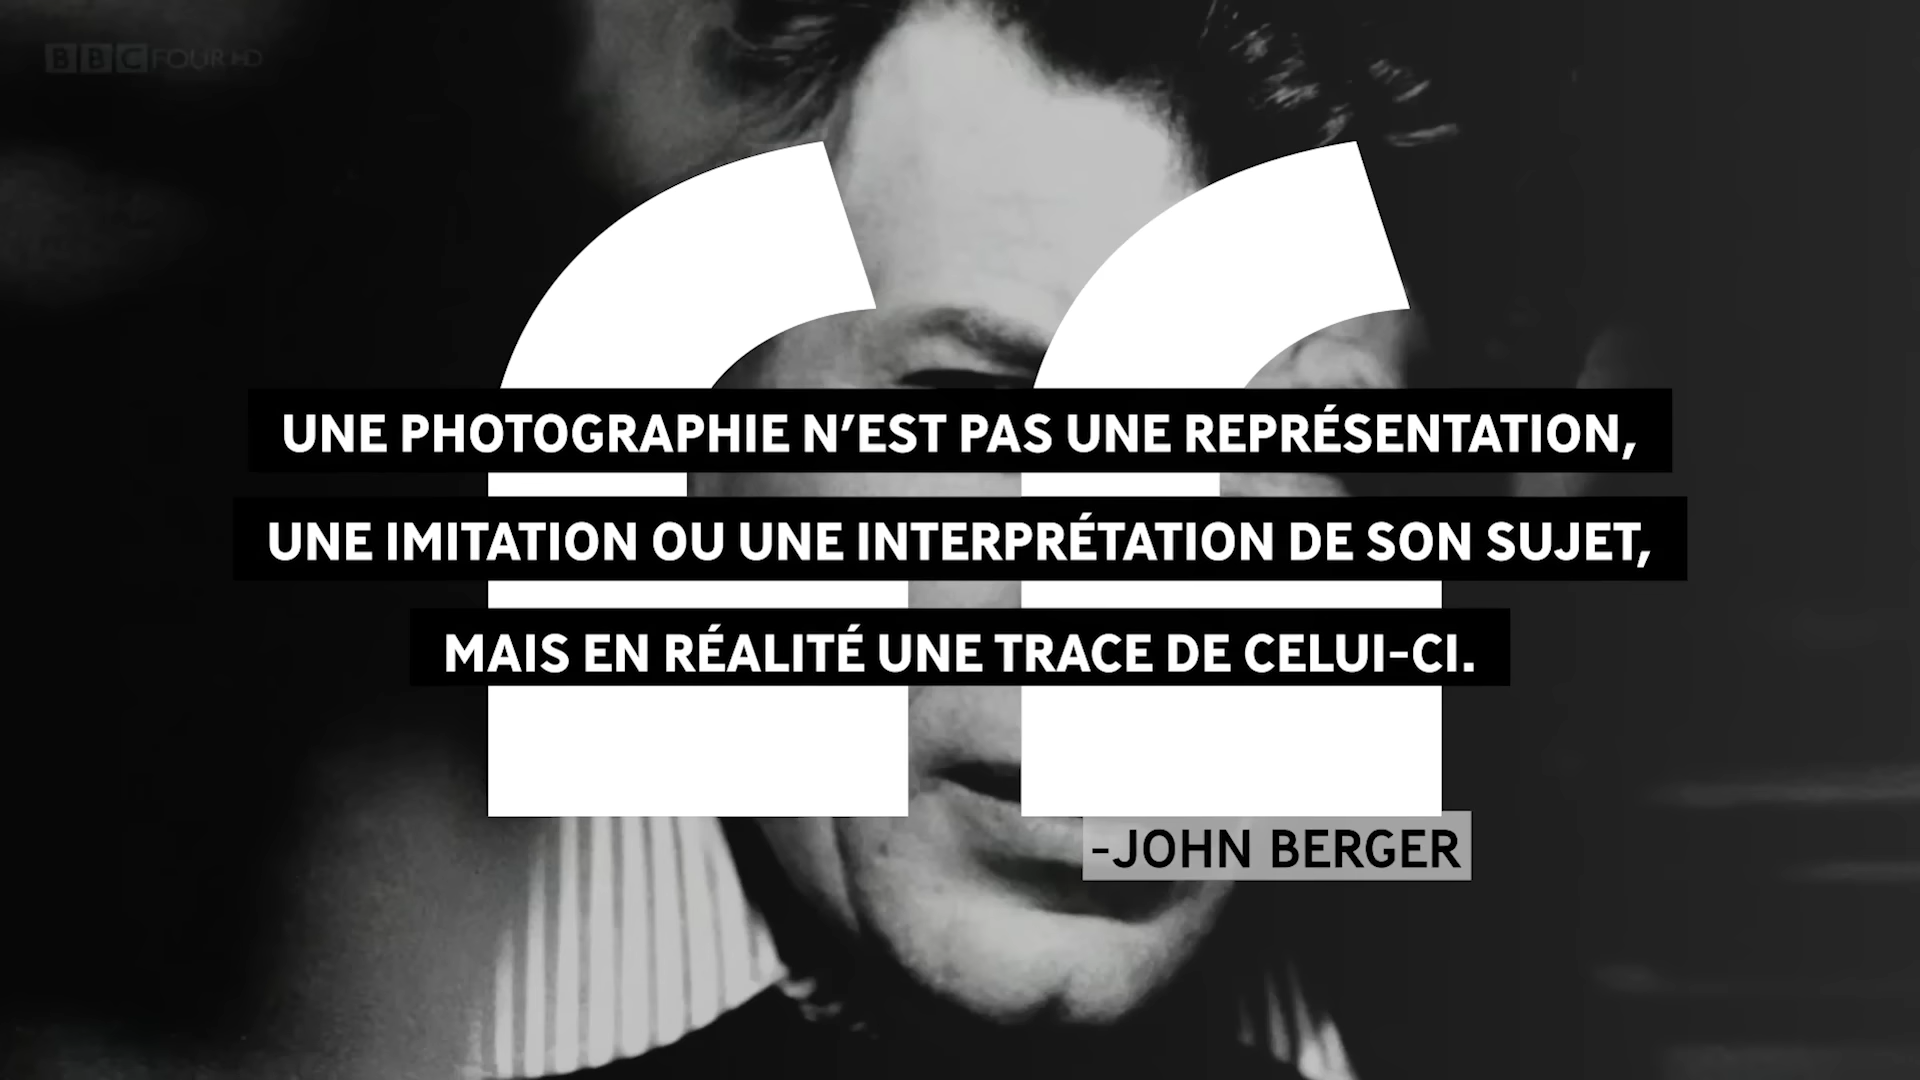 BBC FOUR HD
UNE PHOTOGRAPHIE N’EST PAS UNE REPRÉSENTATION,
UNE IMITATION OU UNE INTERPRÉTATION DE SON SUJET,
MAIS EN RÉALITÉ UNE TRACE DE CELUI-CI.
-JOHN BERGER